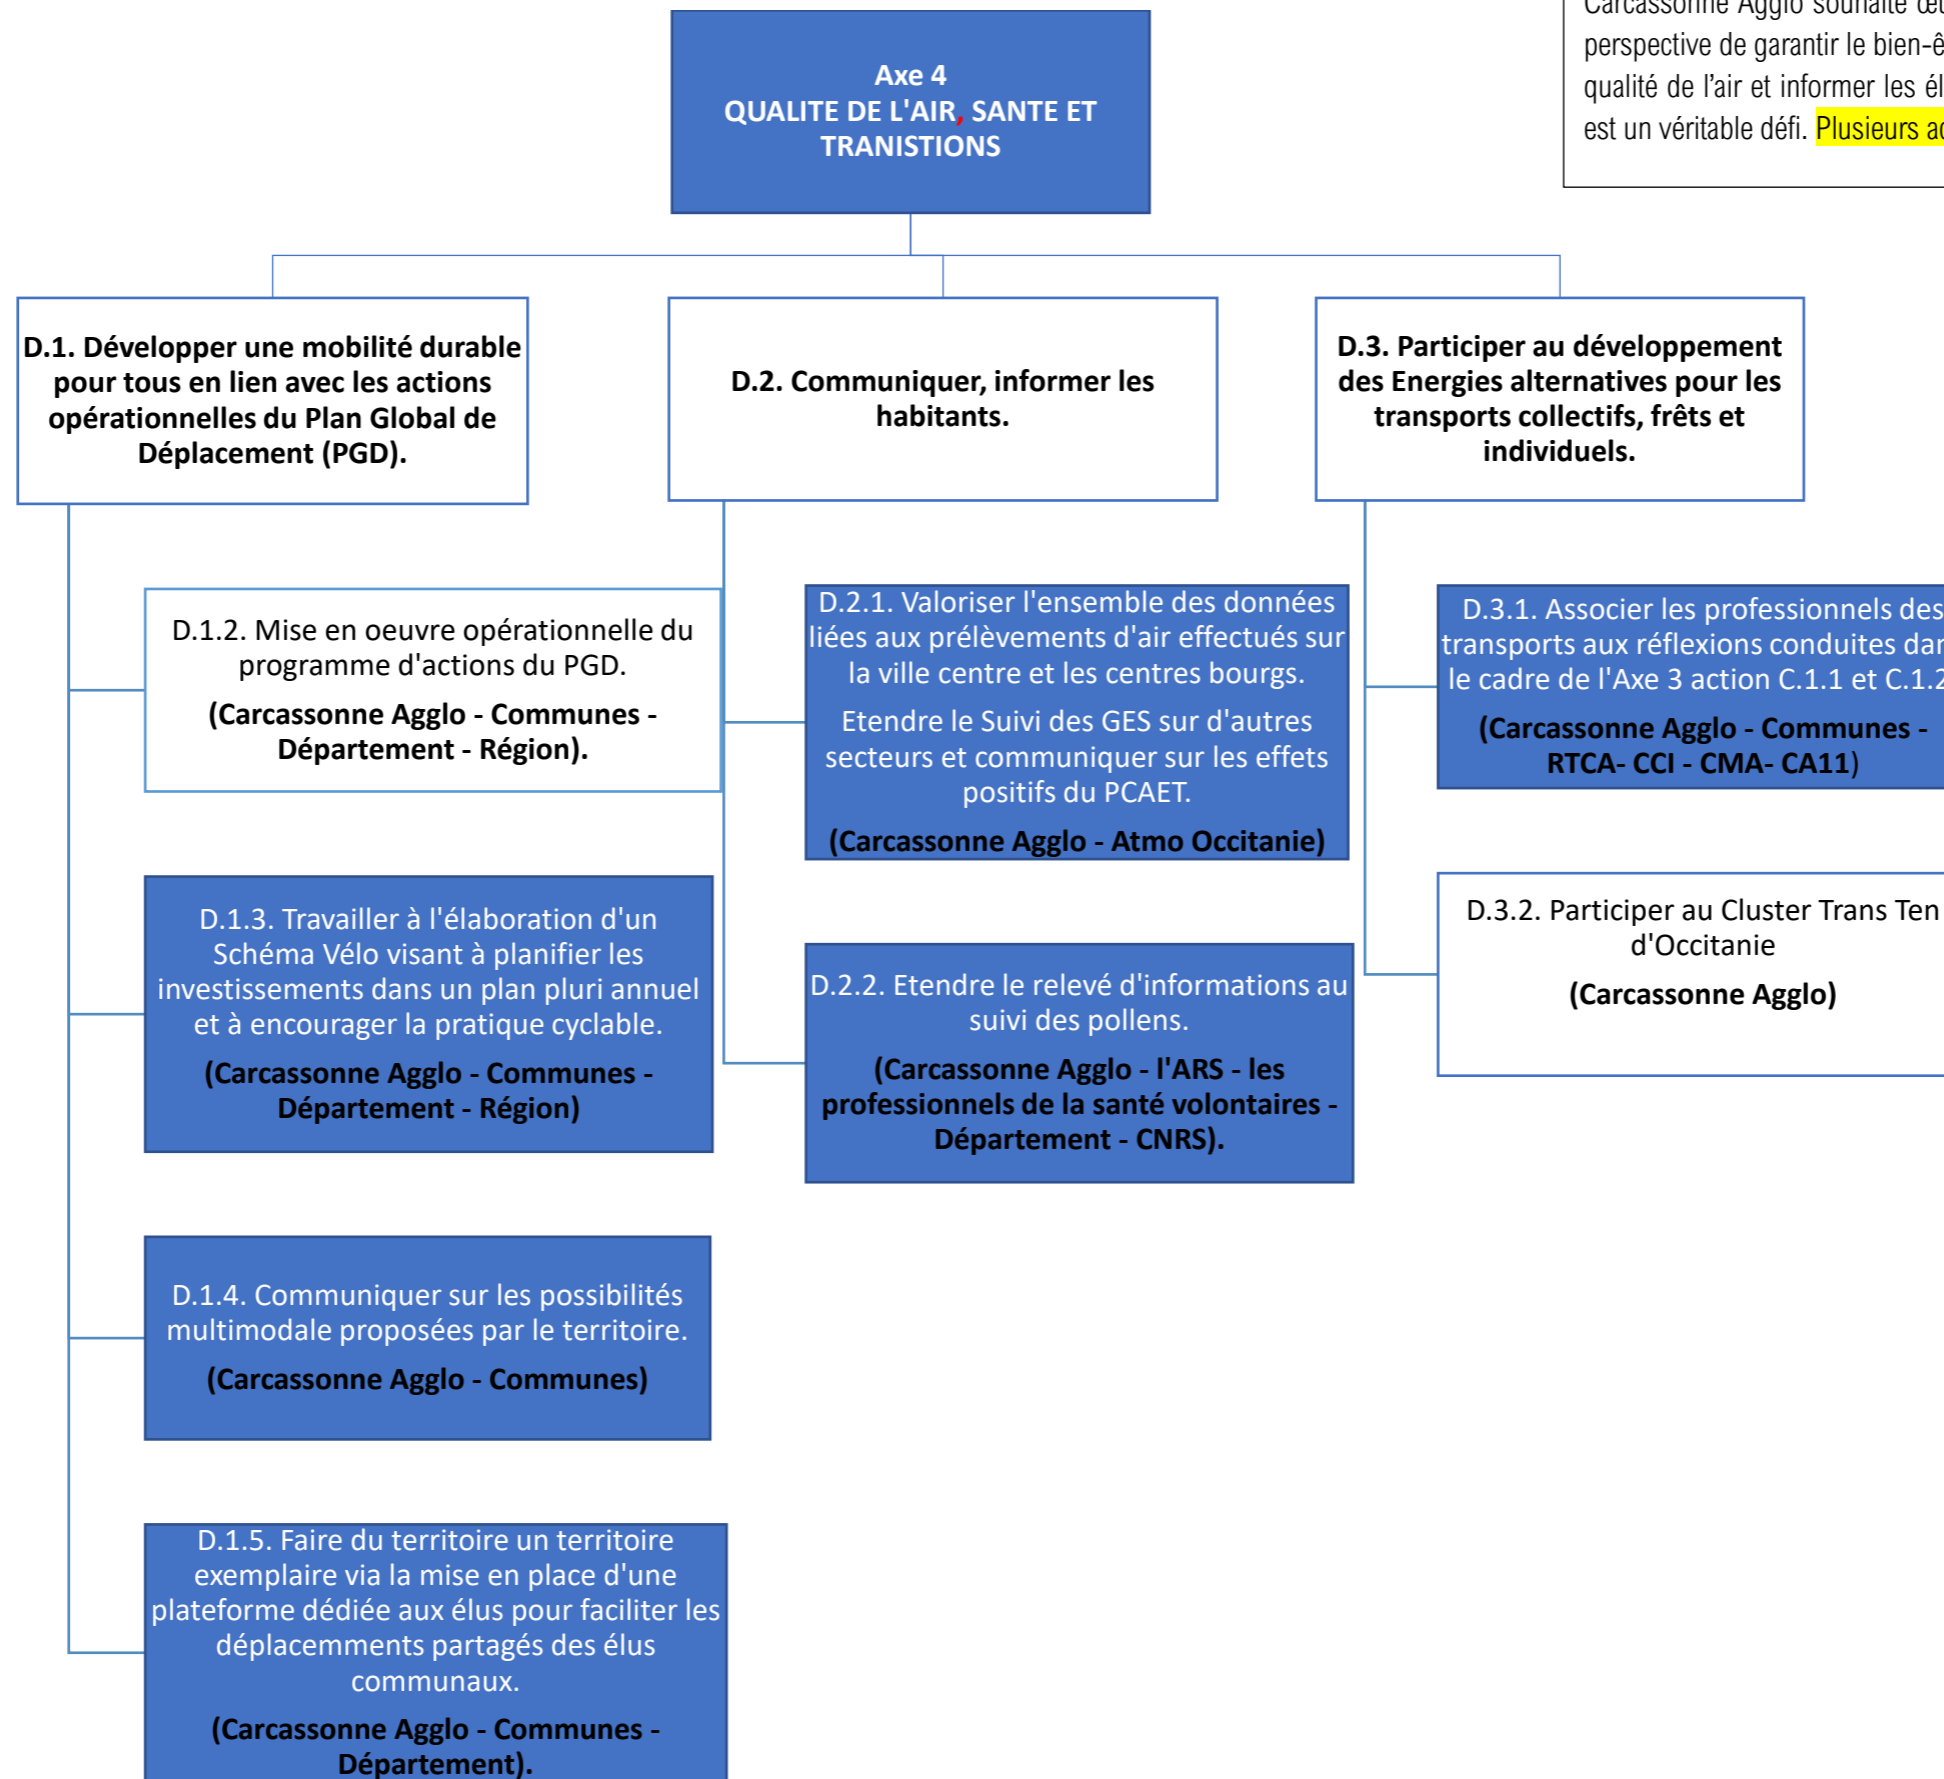 Carcassonne Agglo souhaite
perspective de garantir le
qualité de l'air et informer les
est un véritable défi. Plusieurs
Axe 4
QUALITE DE L'AIR, SANTE ET
TRANISTIONS
D.1. Développer une mobilité durable
pour tous en lien avec les actions
opérationnelles du Plan Global de
Déplacement (PGD).
D.1.2. Mise en oeuvre opérationnelle du
programme d'actions du PGD.
(Carcassonne Agglo - Communes -
Département - Région).
D.1.3. Travailler à l'élaboration d'un
Schéma Vélo visant à planifier les
investissements dans un plan pluri annuel
et à encourager la pratique cyclable.
(Carcassonne Agglo - Communes -
Département - Région)
D.1.4. Communiquer sur les possibilités
multimodale proposées par le territoire.
(Carcassonne Agglo - Communes)
D.1.5. Faire du territoire un territoire
exemplaire via la mise en place d'une
plateforme dédiée aux élus pour faciliter les
déplacemments partagés des élus
communaux.
(Carcassonne Agglo - Communes -
Département).
D.2. Communiquer, informer les
habitants.
D.2.1. Valoriser l'ensemble des données
liées aux prélèvements d'air effectués sur
la ville centre et les centres bourgs.
Etendre le Suivi des GES sur d'autres
secteurs et communiquer sur les effets
positifs du PCAET.
(Carcassonne Agglo - Atmo Occitanie)
D.2.2. Etendre le relevé d'informations au
suivi des pollens.
(Carcassonne Agglo - l'ARS - les
professionnels de la santé volontaires -
Département - CNRS).
D.3. Participer au développement
des Energies alternatives pour les
transports collectifs, frêts et
individuels.
D.3.1. Associer les professionnels des
transports aux réflexions conduites
le cadre de l'Axe 3 action C.1.1 et C.1.2
(Carcassonne Agglo - Communes -
RTCA- CCI - CMA- CA11)
D.3.2. Participer au Cluster Trans Ten
d'Occitanie
(Carcassonne Agglo)